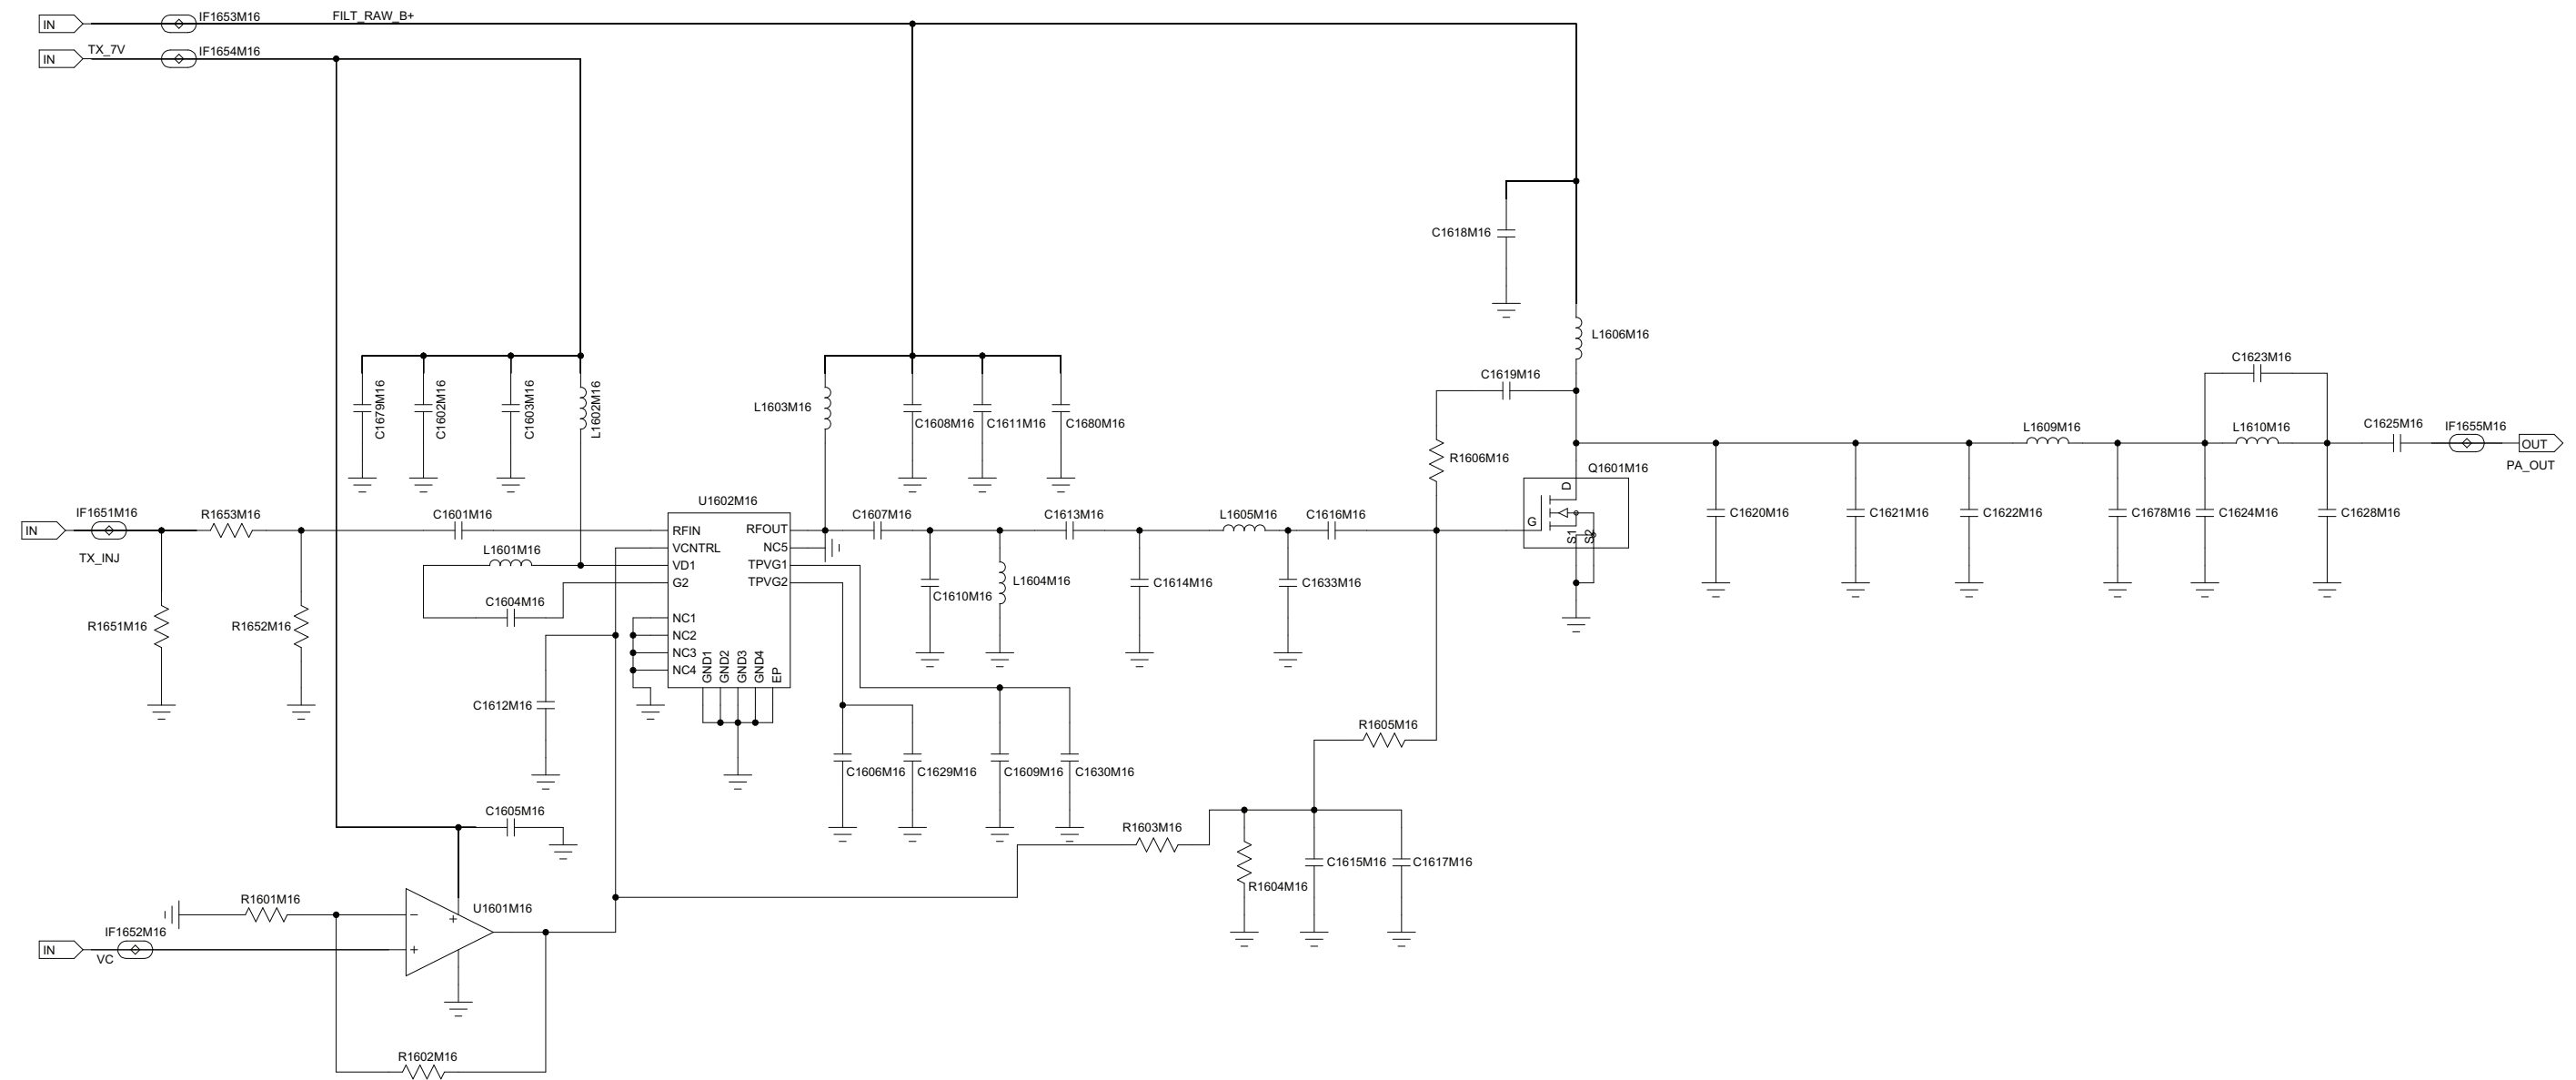 IN IF1653M16 FILT_RAW_B+
IN TX_7V IF1654M16
C1618M16
L1606M16
C1623M16
C1619M16
C1679M16 C1602M16 C1603M16 L1602M16
L1603M16 C1608M16 C1611M16 C1680M16
R1606M16
L1609M16 L1610M16 C1625M16 IF1655M16
OUT
PA_OUT
Q1601M16
D
G
S1 S2
C1620M16 C1621M16 C1622M16 C1678M16 C1624M16 C1628M16
U1602M16
IN IF1651M16 R1653M16 C1601M16
TX_INJ
RFIN RFOUT
VCNTRL NC5
VD1 TPVG1
G2 TPVG2
NC1
NC2
NC3
NC4
GND1 GND2 GND3 GND4 EP
C1607M16 C1613M16 L1605M16 C1616M16
L1601M16
C1604M16
C1610M16 L1604M16 C1614M16 C1633M16
R1651M16 R1652M16
C1612M16
R1605M16
C1606M16 C1629M16 C1609M16 C1630M16
C1605M16
R1603M16
R1604M16 C1615M16 C1617M16
R1601M16 U1601M16
−
+
+
IN IF1652M16
VC
R1602M16